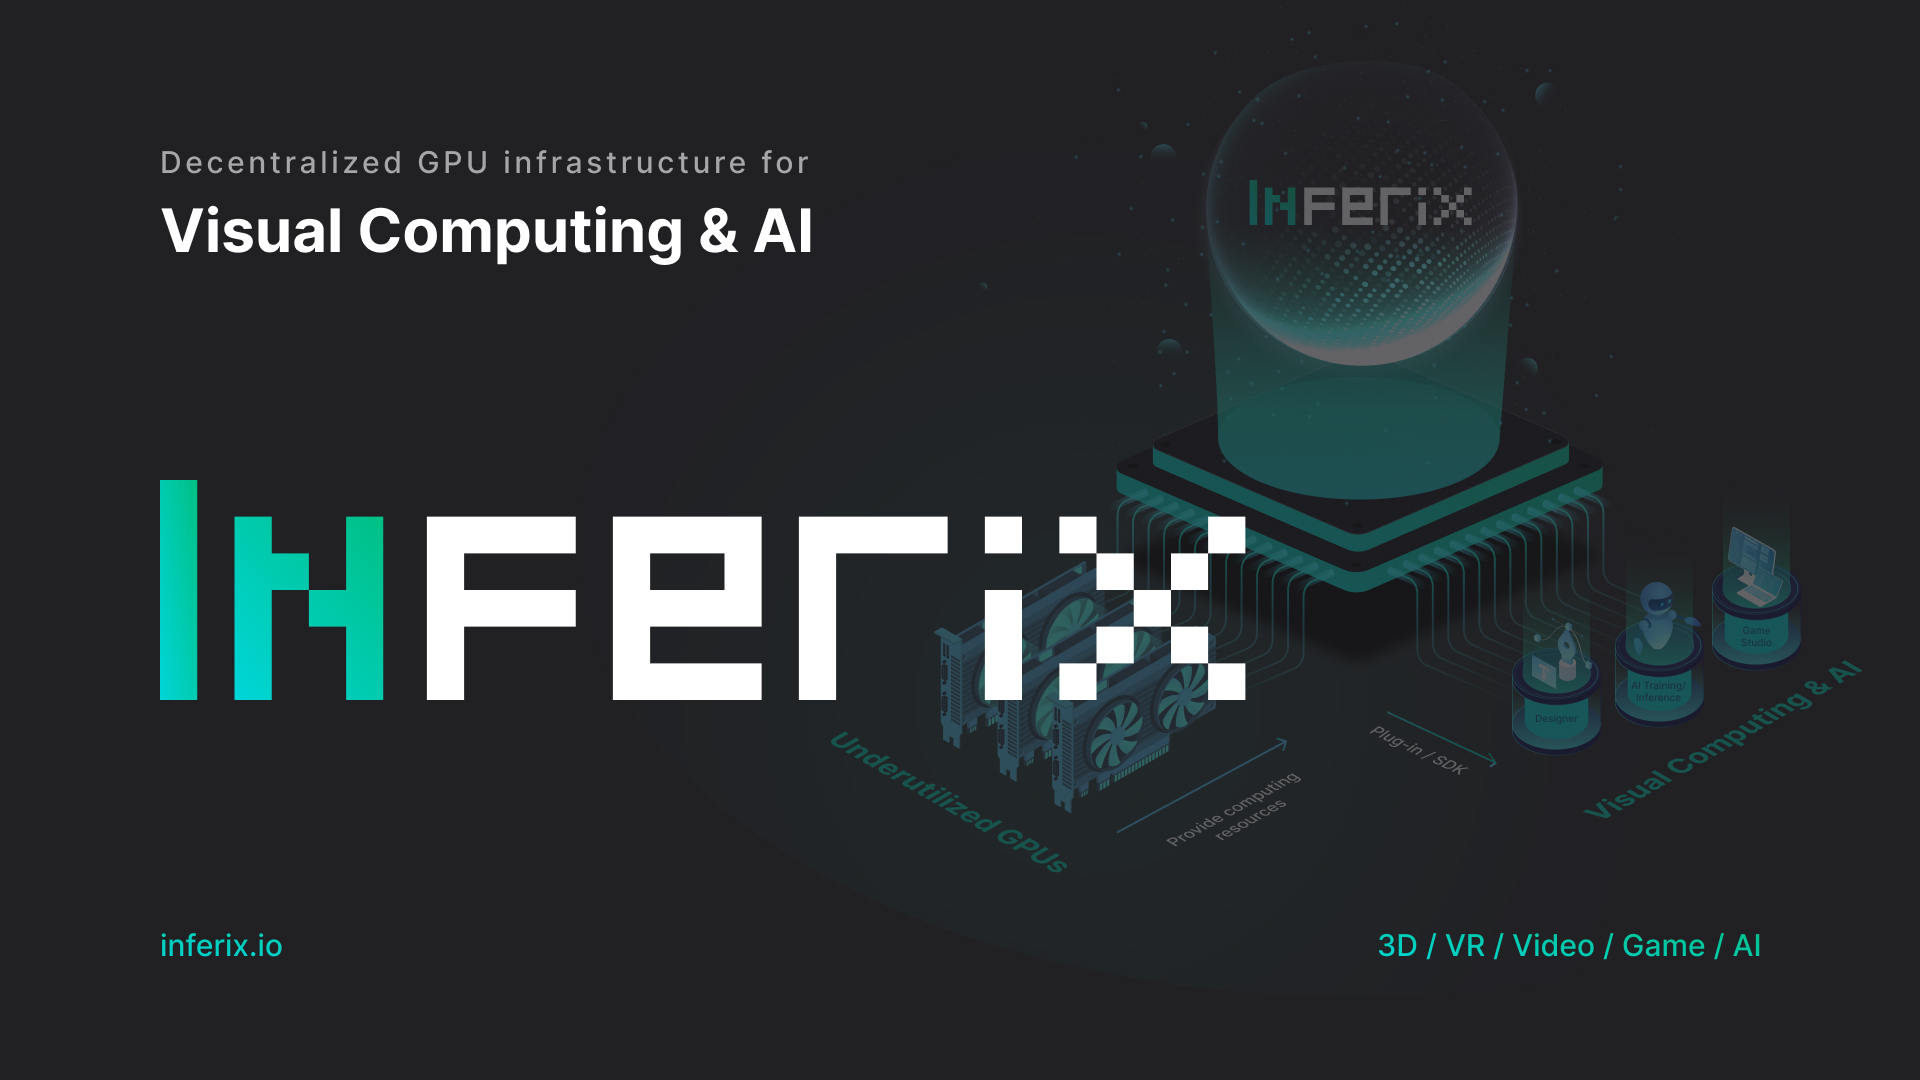 Decentralized GPU infrastructure for
Visual Computing & AI
INFeriX
INFeriX
Game
Studio
AI Training/
Inference
Designer
Visual Computing & AI
Plug-in / SDK
Provide computing
resources
Underutilized GPUs
inferix.io
3D / VR / Video / Game / AI